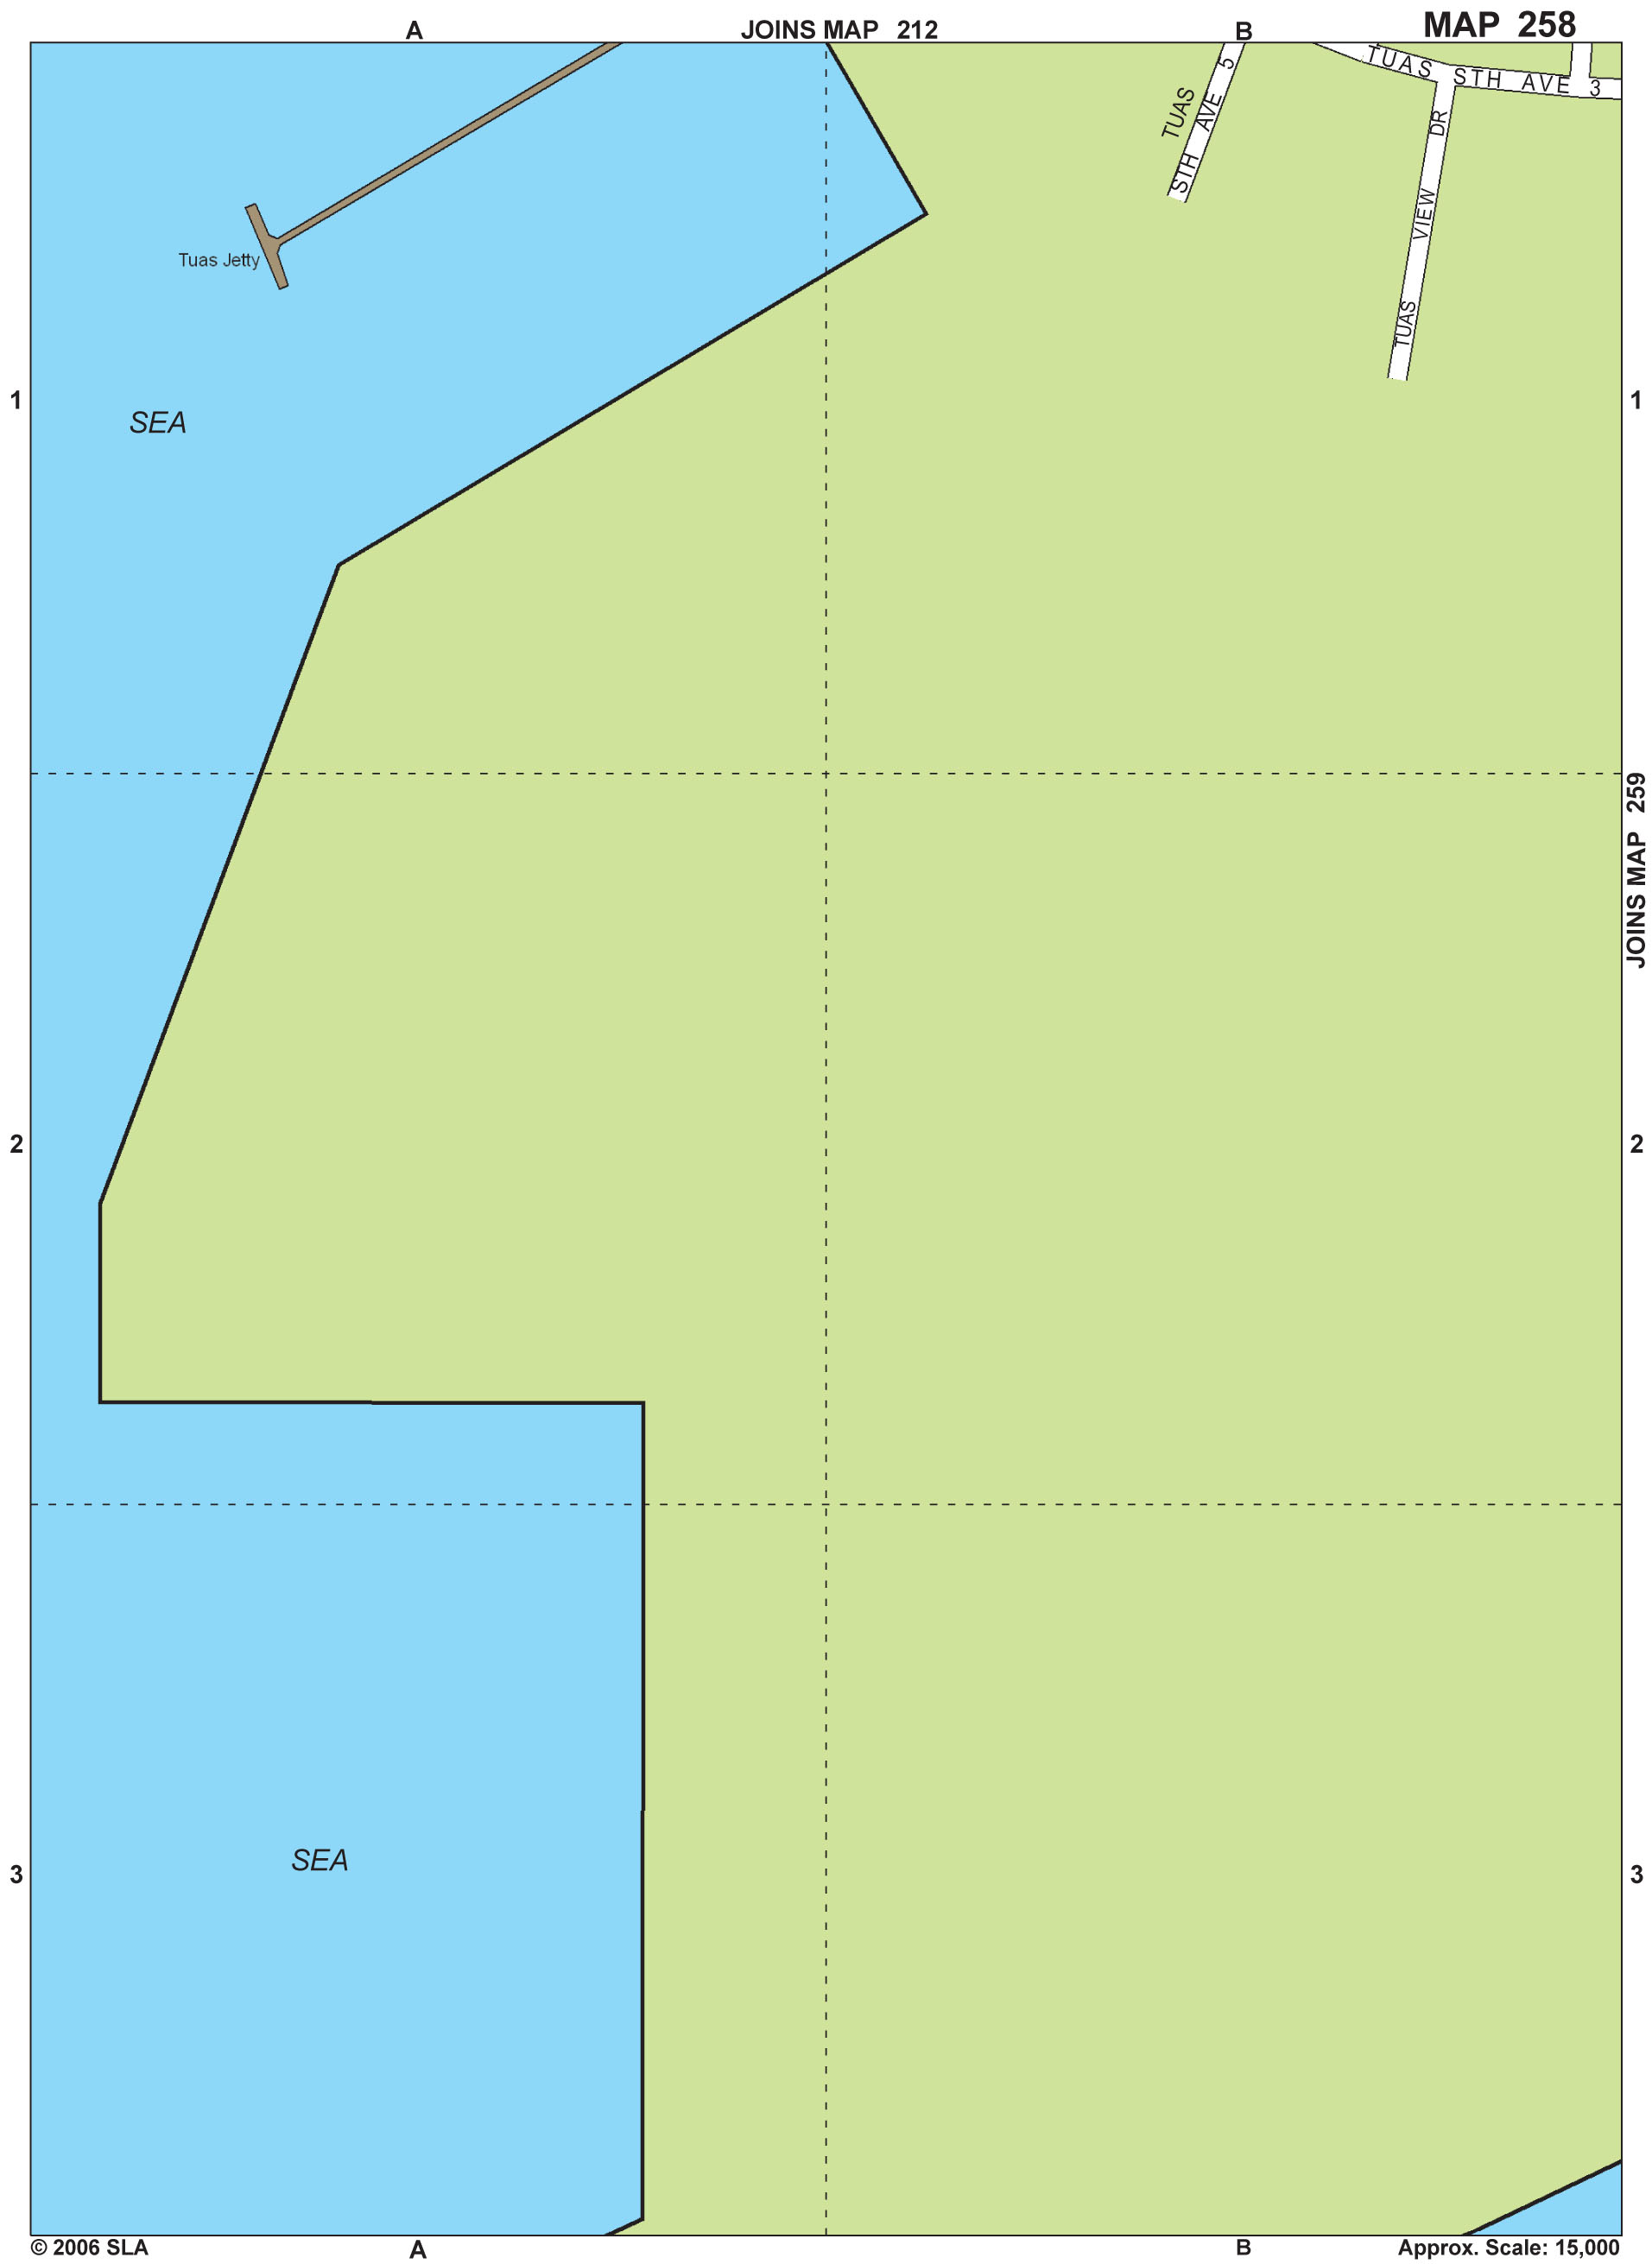 A
JOINS MAP 212
B
MAP 258
TUAS STH AVE 3
TUAS
STH AVE 5
TUAS VIEW DR
Tuas Jetty
1
1
SEA
JOINS MAP 259
2
2
SEA
3
3
© 2006 SLA
A
B
Approx. Scale: 15,000